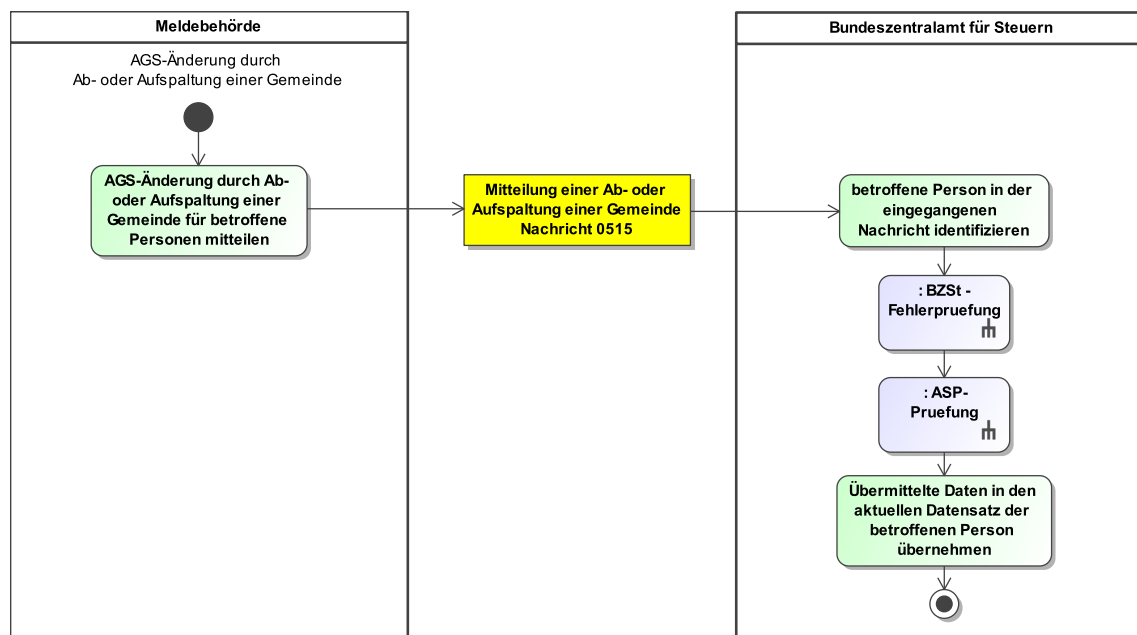 Meldebehörde
AGS-Änderung durch
Ab- oder Aufspaltung einer Gemeinde
AGS-Änderung durch Ab-
oder Aufspaltung einer
Gemeinde für betroffene
Personen mitteilen
Mitteilung einer Ab- oder
Aufspaltung einer Gemeinde
Nachricht 0515
Bundeszentralamt für Steuern
betroffene Person in der
eingegangenen
Nachricht identifizieren
: BZSt -
Fehlerpruefung
: ASP-
Pruefung
Übermittelte Daten in den
aktuellen Datensatz der
betroffenen Person
übernehmen